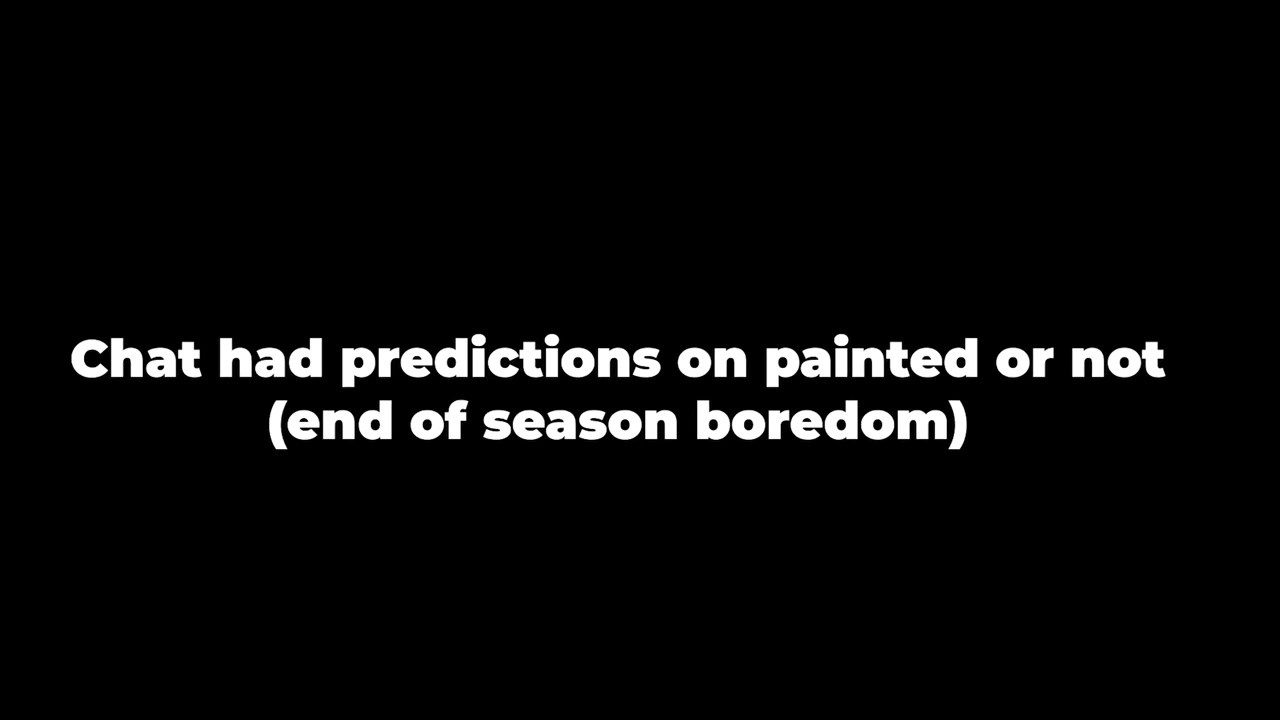 Chat had predictions on painted or not
(end of season boredom)